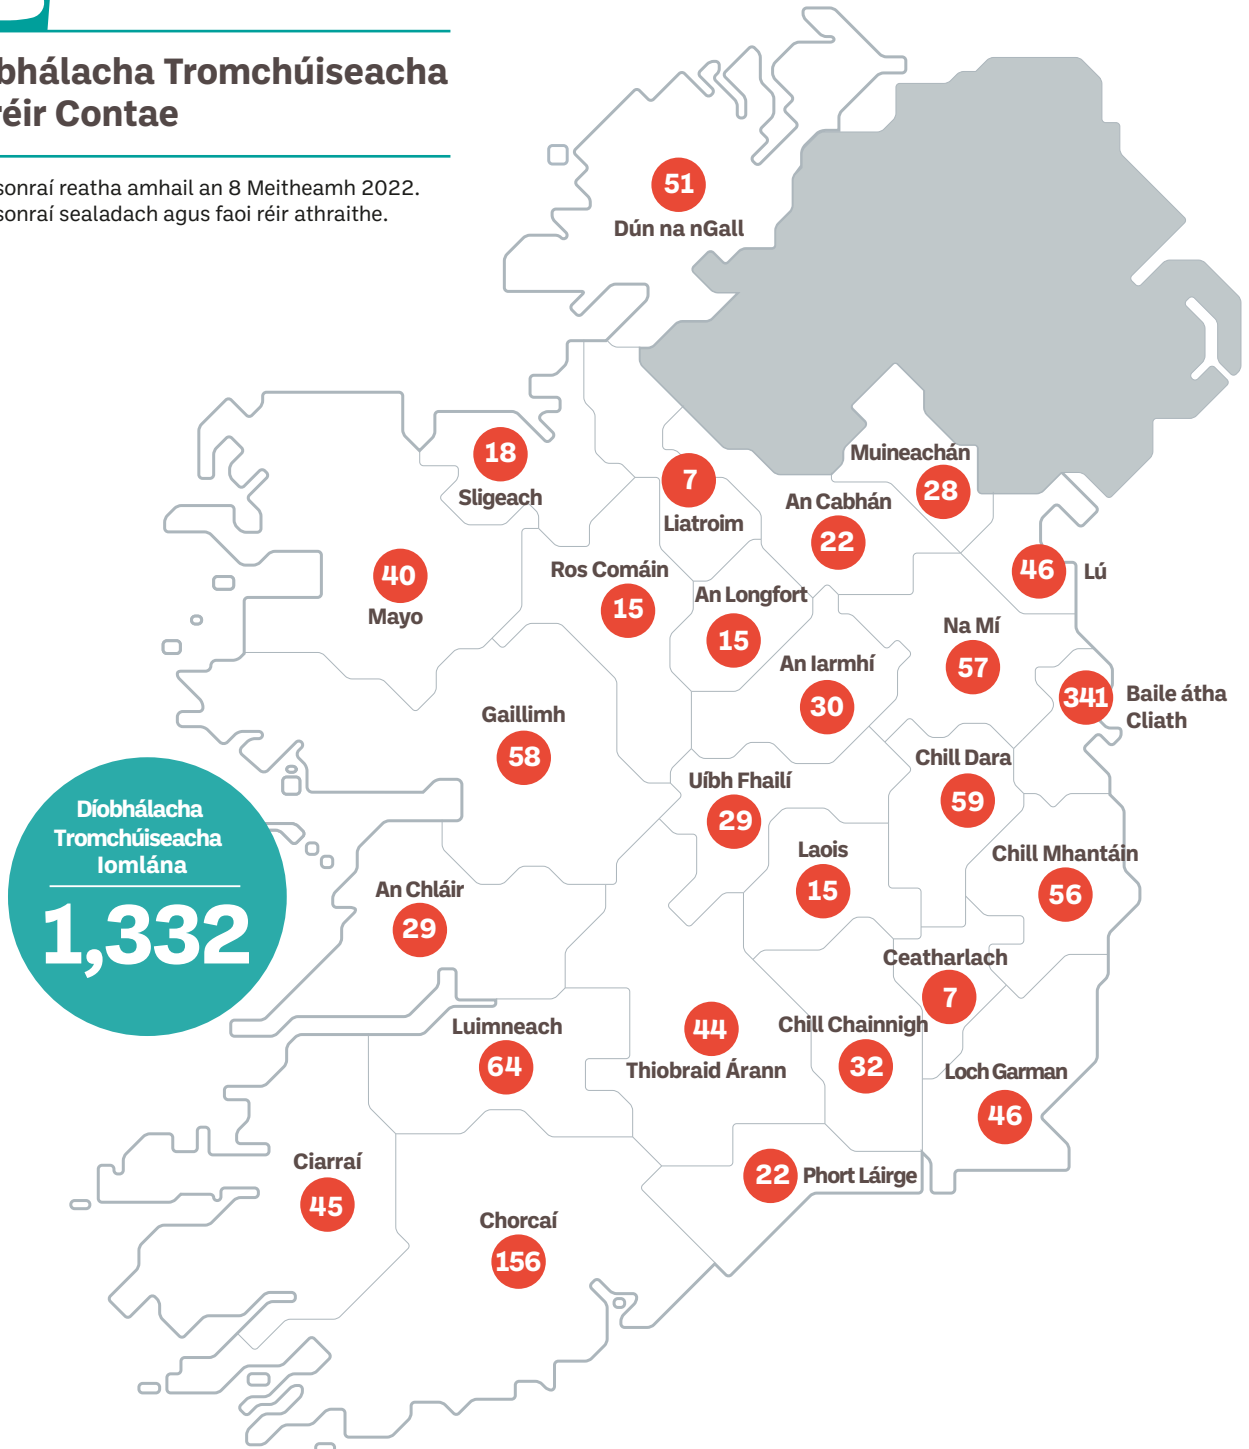 bhálacha Tromchúiseacha
réir Contae
sonraí reatha amhail an 8 Meitheamh 2022.
sonraí sealadach agus faoi réir athraithe.
51
Dún na nGall
18
Sligeach
7
Liatroim
Muineachán
28
An Cabhán
22
46 Lú
40
Mayo
Ros Comáin
15
An Longfort
15
Na Mí
57
An Iarmhí
30
341 Baile átha
Cliath
Gaillimh
58
Chill Dara
59
Uíbh Fhailí
29
Díobhálacha
Tromchúiseacha
Iomlána
1,332
Laois
15
Chill Mhantáin
56
An Chláir
29
Ceatharlach
7
Luimneach
64
44
Thiobraid Árann
Chill Chainnigh
32
Loch Garman
46
Ciarraí
45
22 Phort Láirge
Chorcaí
156